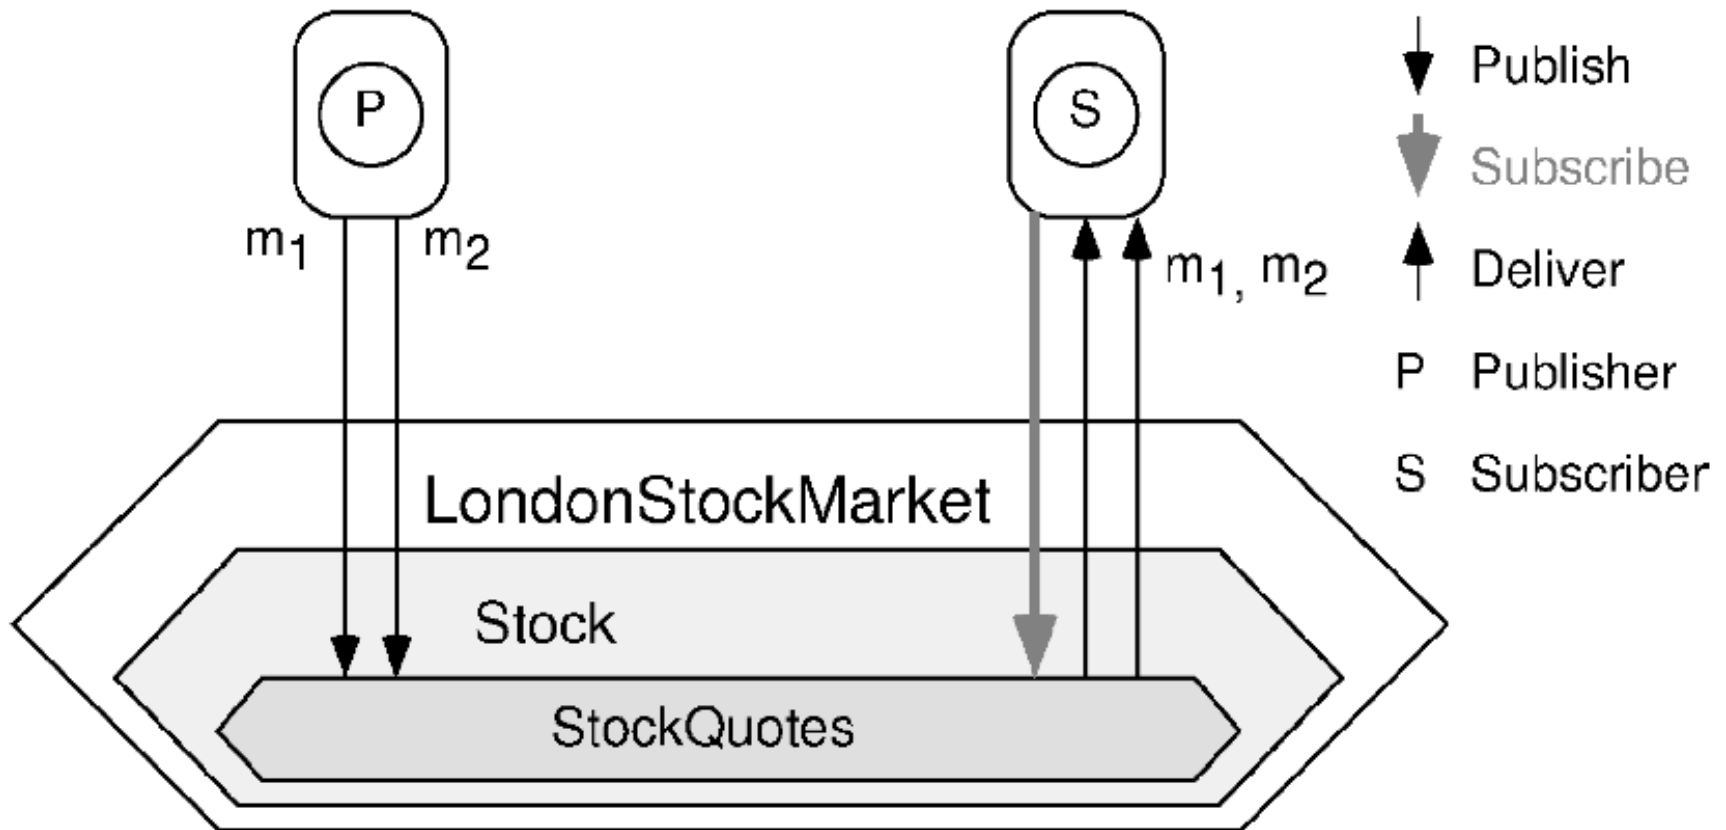 P
S
m1
m2
m1, m2
LondonStockMarket
Stock
StockQuotes
Publish
Subscribe
Deliver
P Publisher
S Subscriber